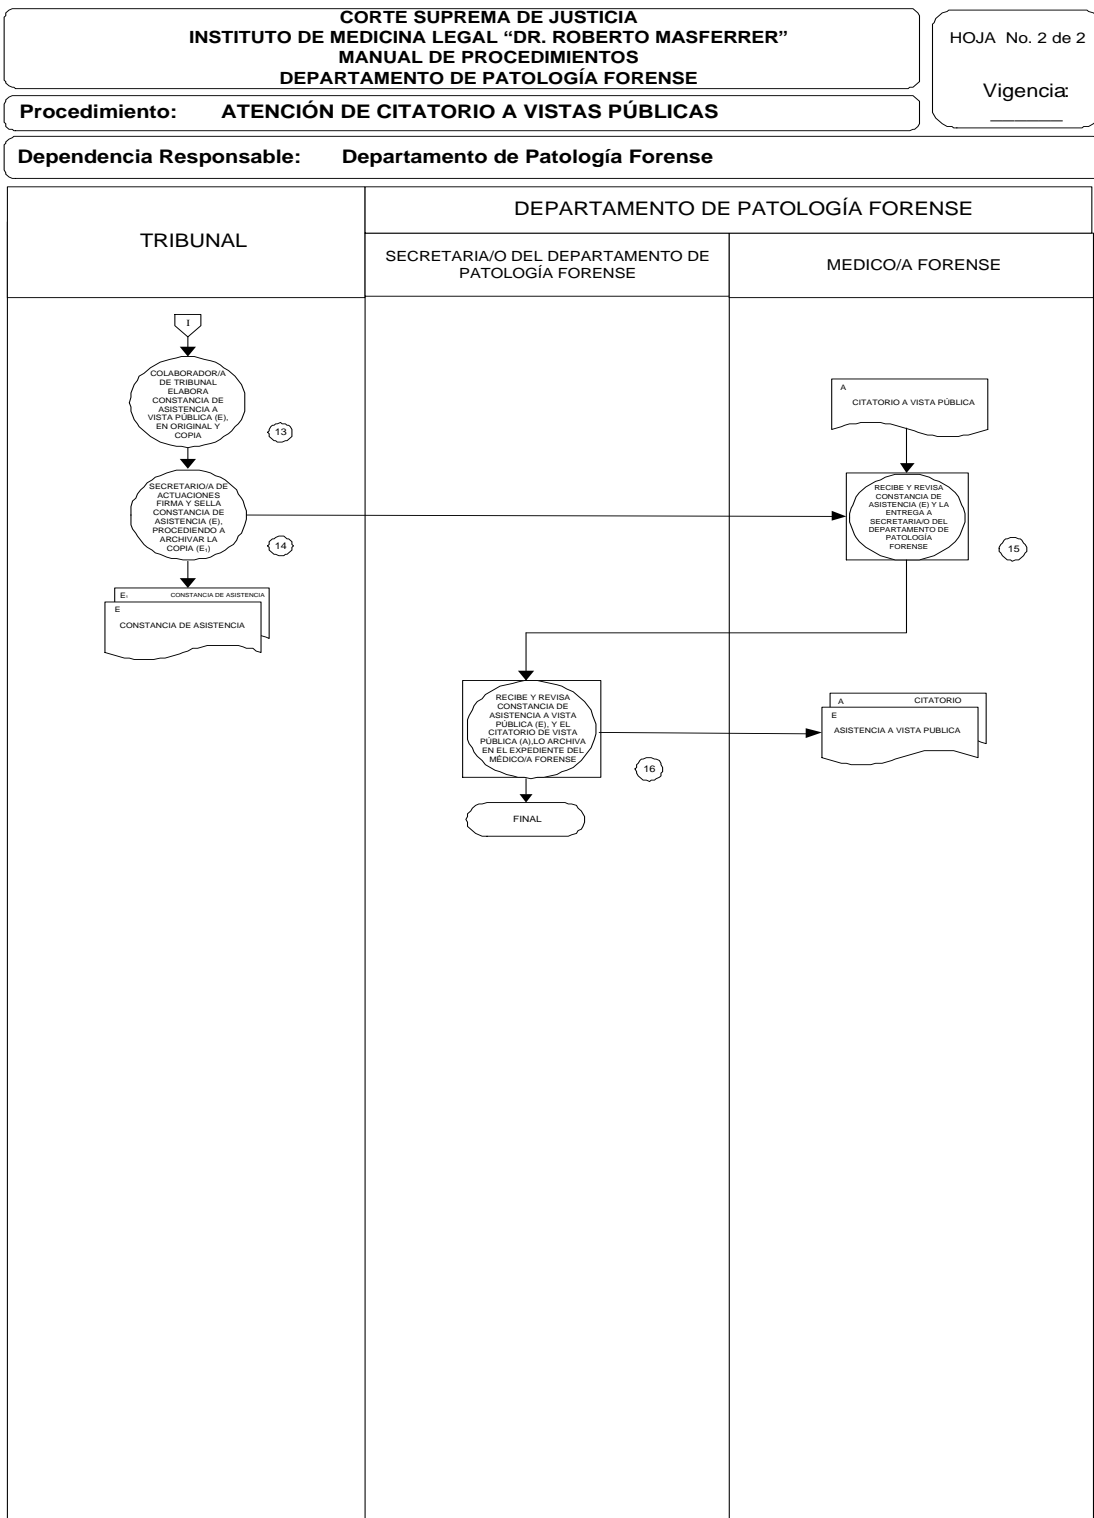 CORTE SUPREMA DE JUSTICIA
INSTITUTO DE MEDICINA LEGAL “DR. ROBERTO MASFERRER”
MANUAL DE PROCEDIMIENTOS
DEPARTAMENTO DE PATOLOGÍA FORENSE
HOJA No. 2 de 2
Vigencia:
Procedimiento: ATENCIÓN DE CITATORIO A VISTAS PÚBLICAS
Dependencia Responsable: Departamento de Patología Forense
TRIBUNAL
DEPARTAMENTO DE PATOLOGÍA FORENSE
SECRETARIA/O DEL DEPARTAMENTO DE
PATOLOGÍA FORENSE
MEDICO/A FORENSE
I
COLABORADOR/A
DE TRIBUNAL
ELABORA
CONSTANCIA DE
ASISTENCIA A
VISTA PÚBLICA (E),
EN ORIGINAL Y
COPIA
13
A
CITATORIO A VISTA PÚBLICA
SECRETARIO/A DE
ACTUACIONES
FIRMA Y SELLA
CONSTANCIA DE
ASISTENCIA (E),
PROCEDIENDO A
ARCHIVAR LA
COPIA (E₁)
14
RECIBE Y REVISA
CONSTANCIA DE
ASISTENCIA (E) Y LA
ENTREGA A
SECRETARIA/O DEL
DEPARTAMENTO DE
PATOLOGÍA
FORENSE
15
E₁ CONSTANCIA DE ASISTENCIA
E
CONSTANCIA DE ASISTENCIA
RECIBE Y REVISA
CONSTANCIA DE
ASISTENCIA A VISTA
PÚBLICA (E), Y EL
CITATORIO DE VISTA
PÚBLICA (A),LO ARCHIVA
EN EL EXPEDIENTE DEL
MÉDICO/A FORENSE
16
A CITATORIO
E
ASISTENCIA A VISTA PUBLICA
FINAL